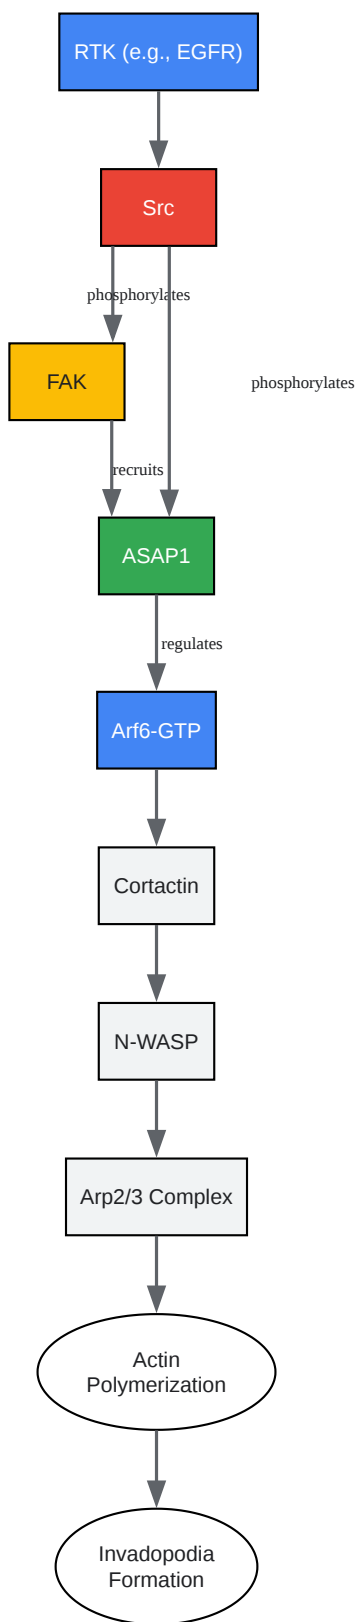 RTK (e.g., EGFR)
Src
phosphorylates
FAK
phosphorylates
recruits
ASAP1
regulates
Arf6-GTP
Cortactin
N-WASP
Arp2/3 Complex
Actin
Polymerization
Invadopodia
Formation